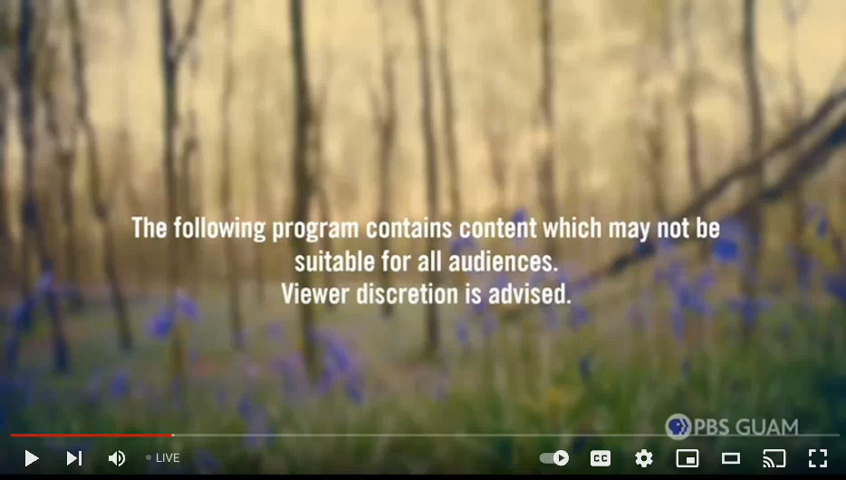 The following program contains content which may not be
suitable for all audiences.
Viewer discretion is advised.
PBS GUAM
LIVE
CC